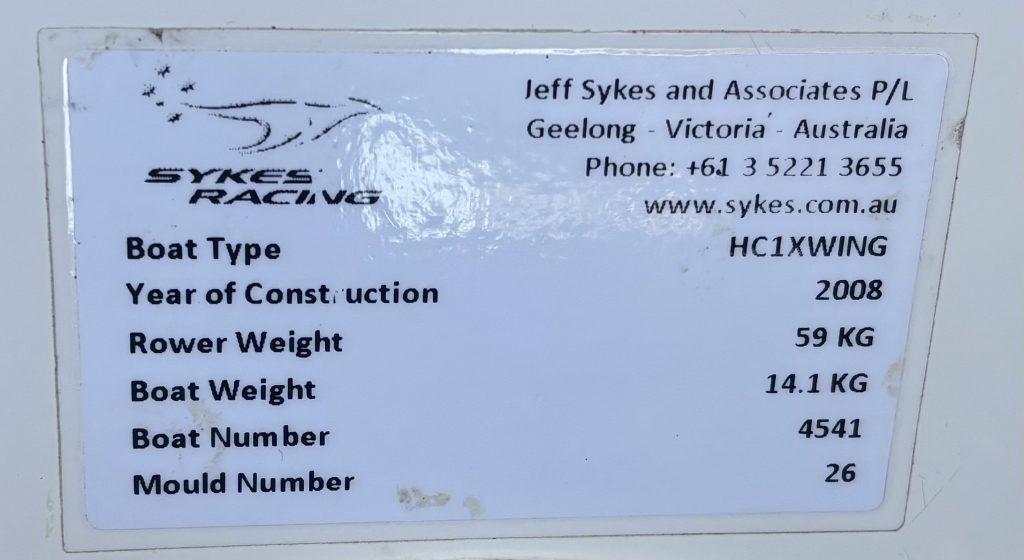 SYKES
RACING
Jeff Sykes and Associates P/L
Geelong - Victoria - Australia
Phone: +61 3 5221 3655
www.sykes.com.au
Boat Type HC1XWING
Year of Construction 2008
Rower Weight 59 KG
Boat Weight 14.1 KG
Boat Number 4541
Mould Number 26